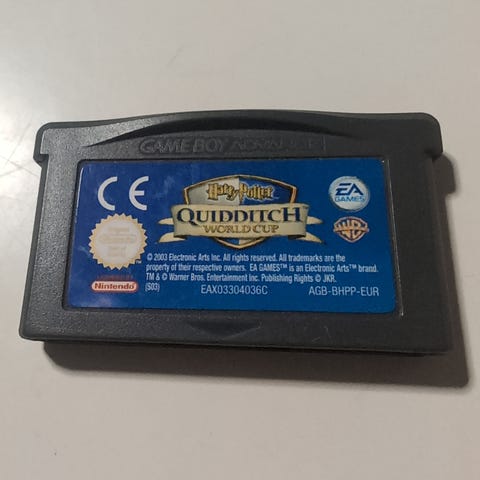 GAME BOY ADVANCE
CE
Harry Potter
QUIDDITCH
WORLD CUP
EA
GAMES
WB
© 2003 Electronic Arts Inc. All rights reserved. All trademarks are the
property of their respective owners. EA GAMES™ is an Electronic Arts™ brand.
TM & © Warner Bros. Entertainment Inc. Publishing Rights © JKR.
(S03)
Nintendo
EAX03304036C
AGB-BHPP-EUR